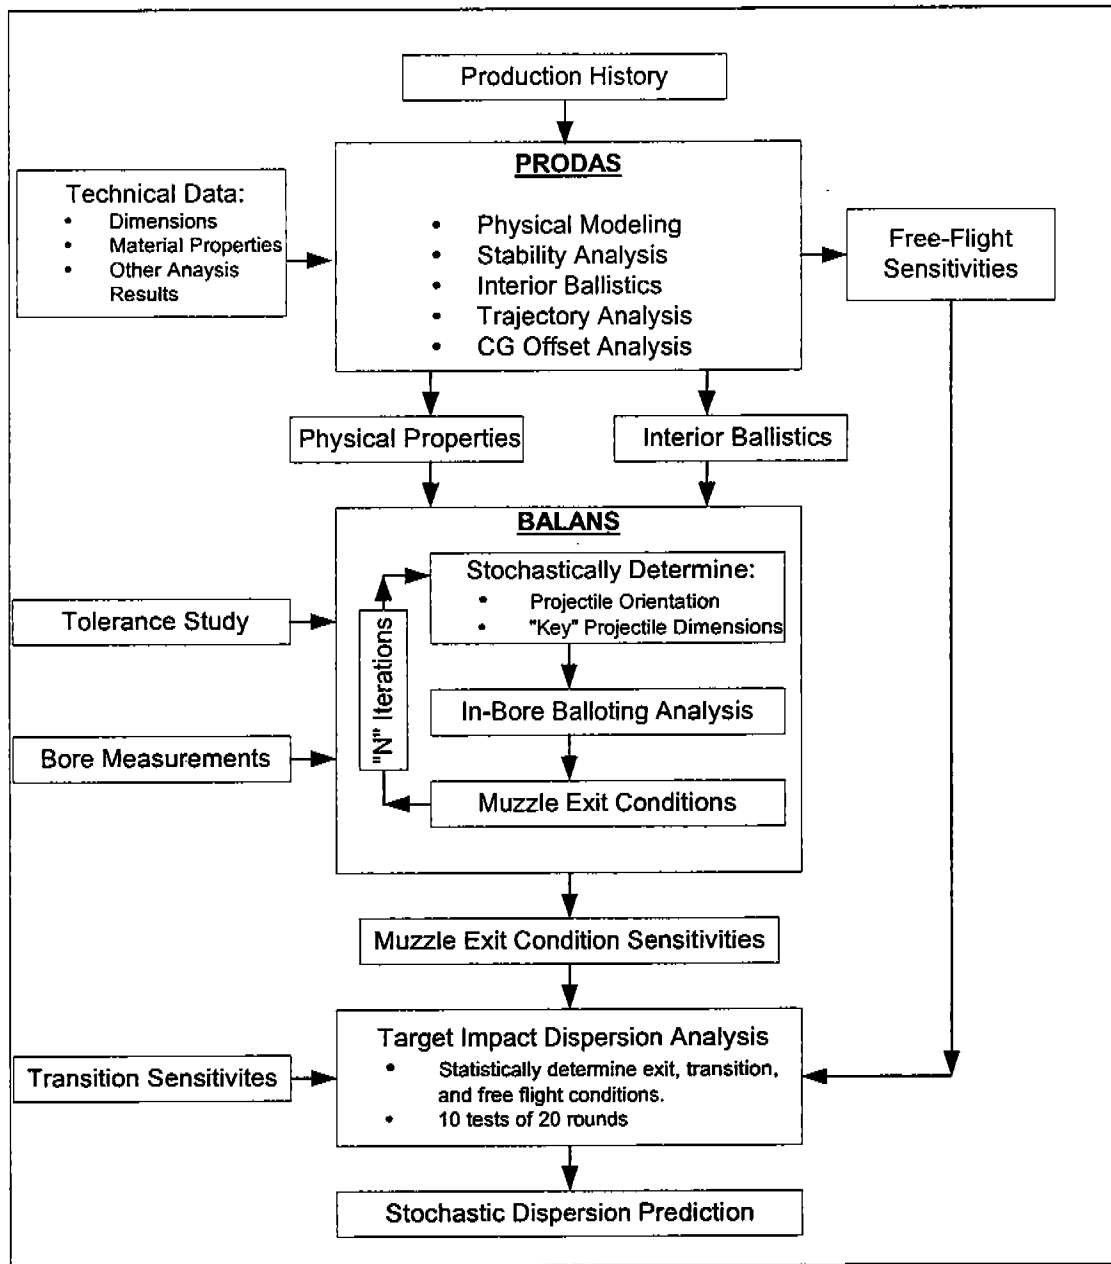 Production History
PRODAS
• Physical Modeling
• Stability Analysis
• Interior Ballistics
• Trajectory Analysis
• CG Offset Analysis
Technical Data:
• Dimensions
• Material Properties
• Other Anaysis
Results
Free-Flight
Sensitivities
Physical Properties
Interior Ballistics
BALANS
Stochastically Determine:
• Projectile Orientation
• "Key" Projectile Dimensions
"N" Iterations
In-Bore Balloting Analysis
Muzzle Exit Conditions
Tolerance Study
Bore Measurements
Muzzle Exit Condition Sensitivities
Target Impact Dispersion Analysis
• Statistically determine exit, transition,
and free flight conditions.
• 10 tests of 20 rounds
Transition Sensitivites
Stochastic Dispersion Prediction